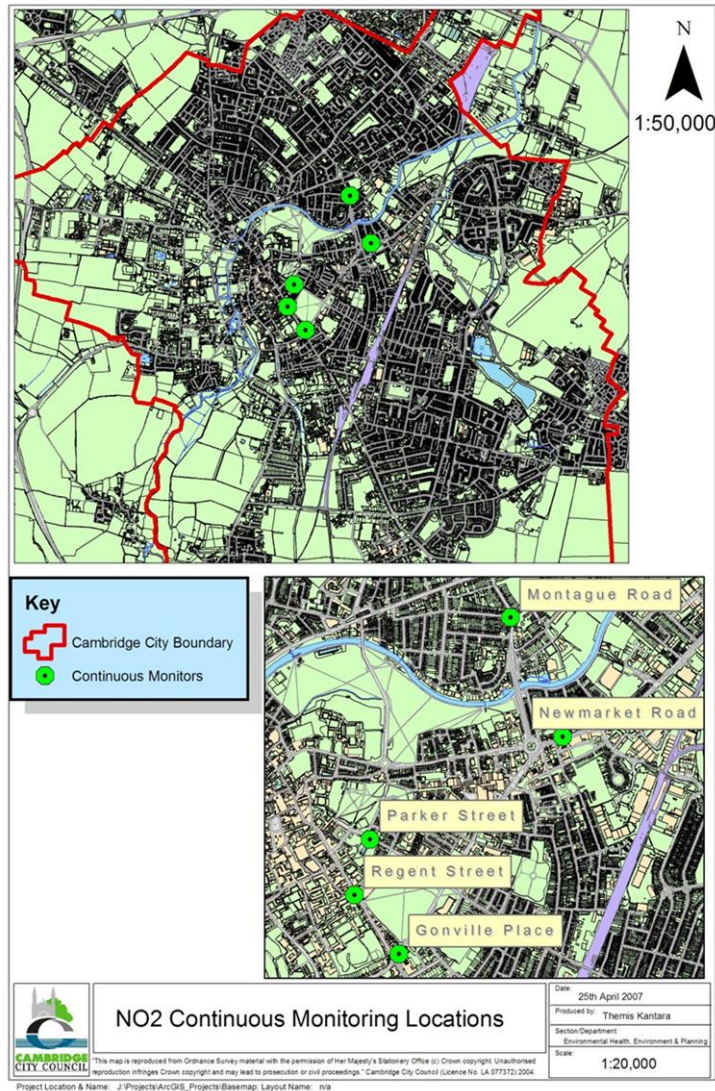 N
1:50,000
Key
Cambridge City Boundary
Continuous Monitors
Montague Road
Newmarket Road
Parker Street
Regent Street
Gonville Place
CAMBRIDGE
CITY COUNCIL
NO2 Continuous Monitoring Locations
"This map is reproduced from Ordnance Survey material with the permission of Her Majesty's Stationery Office (c) Crown copyright. Unauthorised
reproduction infringes Crown copyright and may lead to prosecution or civil proceedings." Cambridge City Council (Licence No. LA 077372) 2004.
Date:
25th April 2007
Produced by: Themis Kantara
Section/Department:
Environmental Health, Environment & Planning
Scale:
1:20,000
Project Location & Name: J:\Projects\ArcGIS_Projects\Basemap; Layout Name: n/a